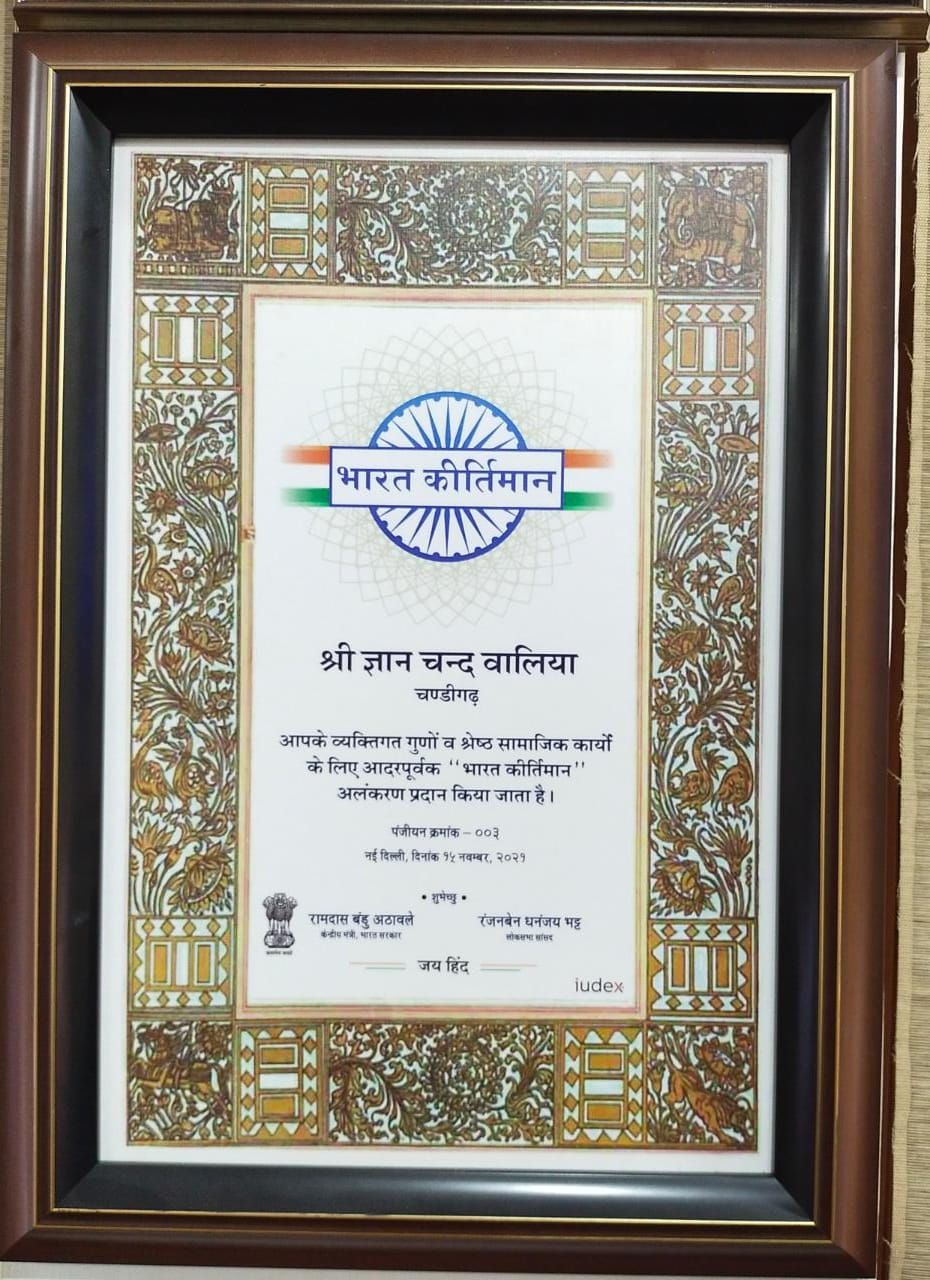 भारत कीर्तिमान
श्री ज्ञान चन्द वालिया
चण्डीगढ़
आपके व्यक्तिगत गुणों व श्रेष्ठ सामाजिक कार्यो
के लिए आदरपूर्वक ‘‘भारत कीर्तिमान’’
अलंकरण प्रदान किया जाता है।
पंजीयन क्रमांक – ००३
नई दिल्ली, दिनांक १५ नवम्बर, २०२१
• शुभेच्छु •
रामदास बंडु अठावले
केन्द्रीय मंत्री, भारत सरकार
रंजनबेन धनंजय भट्ट
लोकसभा सांसद
जय हिंद
iudex